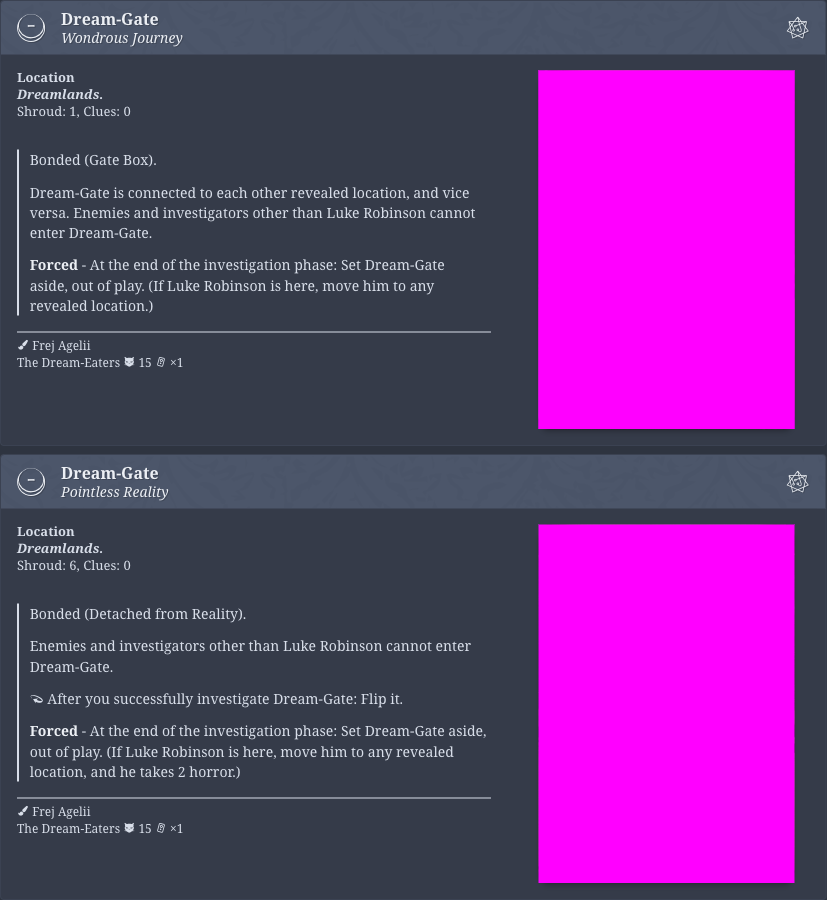 Dream-Gate
Wondrous Journey
Location
Dreamlands.
Shroud: 1, Clues: 0
Bonded (Gate Box).
Dream-Gate is connected to each other revealed location, and vice
versa. Enemies and investigators other than Luke Robinson cannot
enter Dream-Gate.
Forced - At the end of the investigation phase: Set Dream-Gate
aside, out of play. (If Luke Robinson is here, move him to any
revealed location.)
Frej Agelii
The Dream-Eaters 15 ×1
Dream-Gate
Pointless Reality
Location
Dreamlands.
Shroud: 6, Clues: 0
Bonded (Detached from Reality).
Enemies and investigators other than Luke Robinson cannot enter
Dream-Gate.
After you successfully investigate Dream-Gate: Flip it.
Forced - At the end of the investigation phase: Set Dream-Gate aside,
out of play. (If Luke Robinson is here, move him to any revealed
location, and he takes 2 horror.)
Frej Agelii
The Dream-Eaters 15 ×1